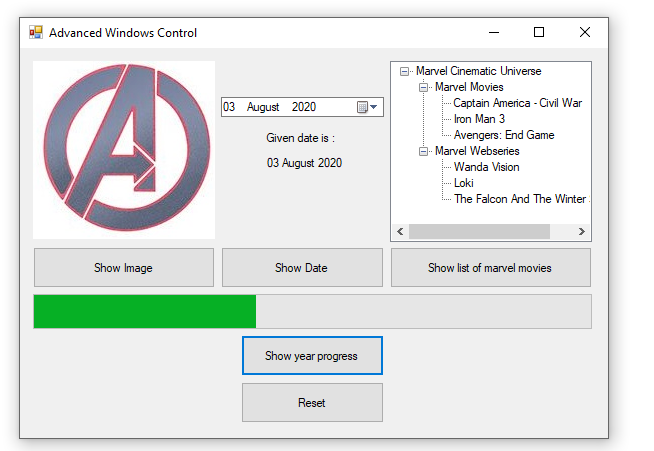 Advanced Windows Control
03 August 2020
Given date is :
03 August 2020
Marvel Cinematic Universe
Marvel Movies
Captain America - Civil War
Iron Man 3
Avengers: End Game
Marvel Webseries
Wanda Vision
Loki
The Falcon And The Winter
Show Image
Show Date
Show list of marvel movies
Show year progress
Reset